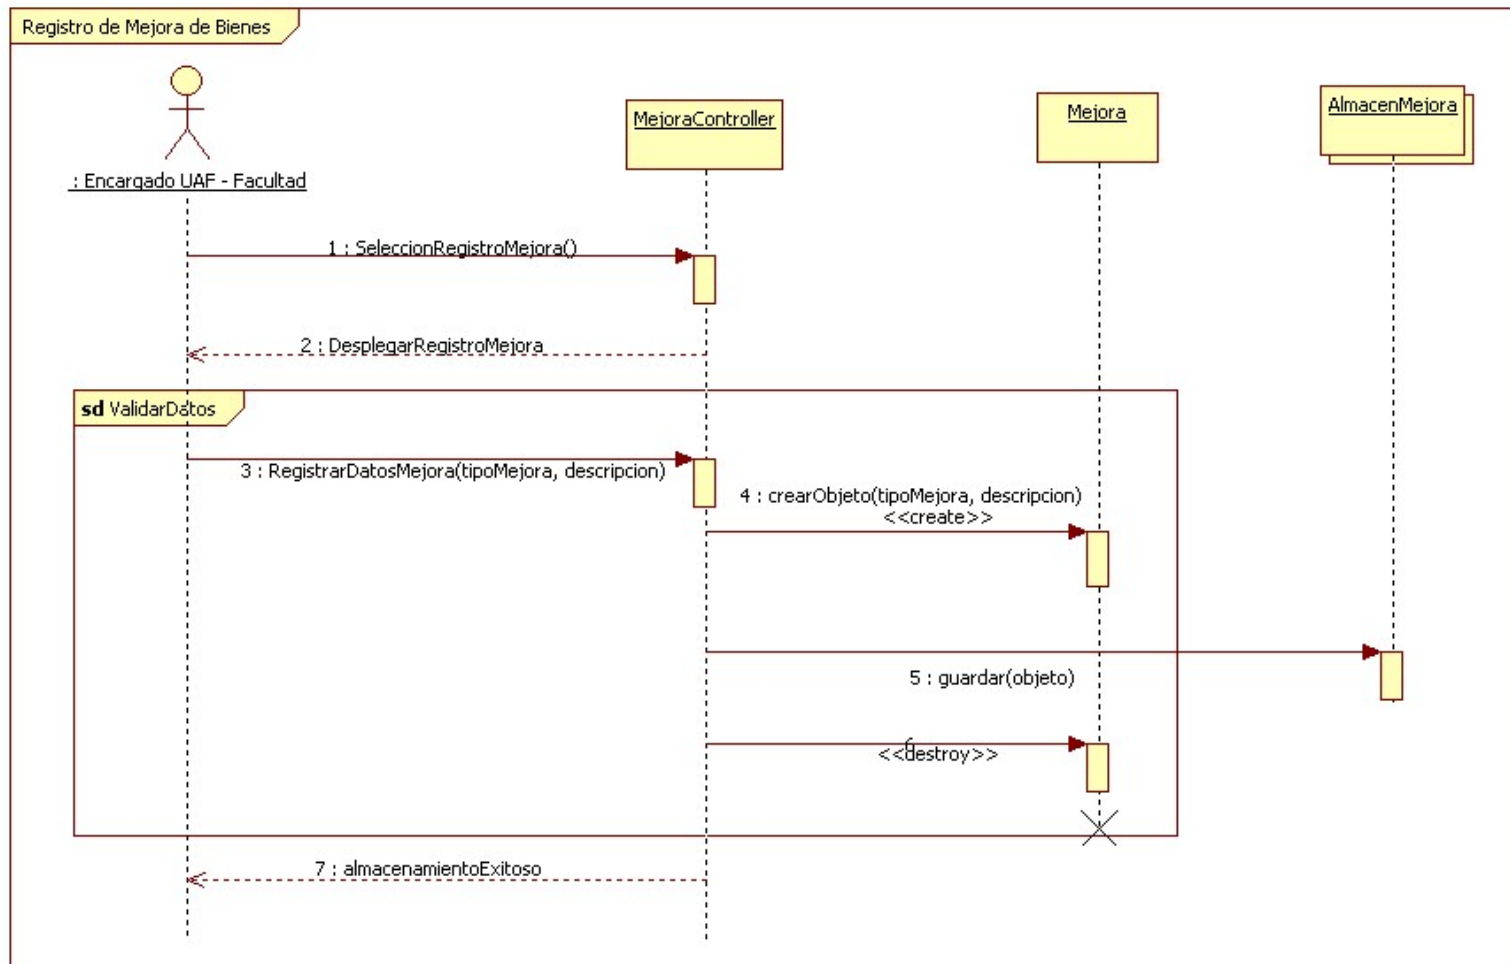 Registro de Mejora de Bienes
: Encargado UAF - Facultad
MejoraController
Mejora
AlmacenMejora
1 : SeleccionRegistroMejora()
2 : DesplegarRegistroMejora
sd ValidarDatos
3 : RegistrarDatosMejora(tipoMejora, descripcion)
4 : crearObjeto(tipoMejora, descripcion)
<<create>>
5 : guardar(objeto)
6
<<destroy>>
7 : almacenamientoExitoso